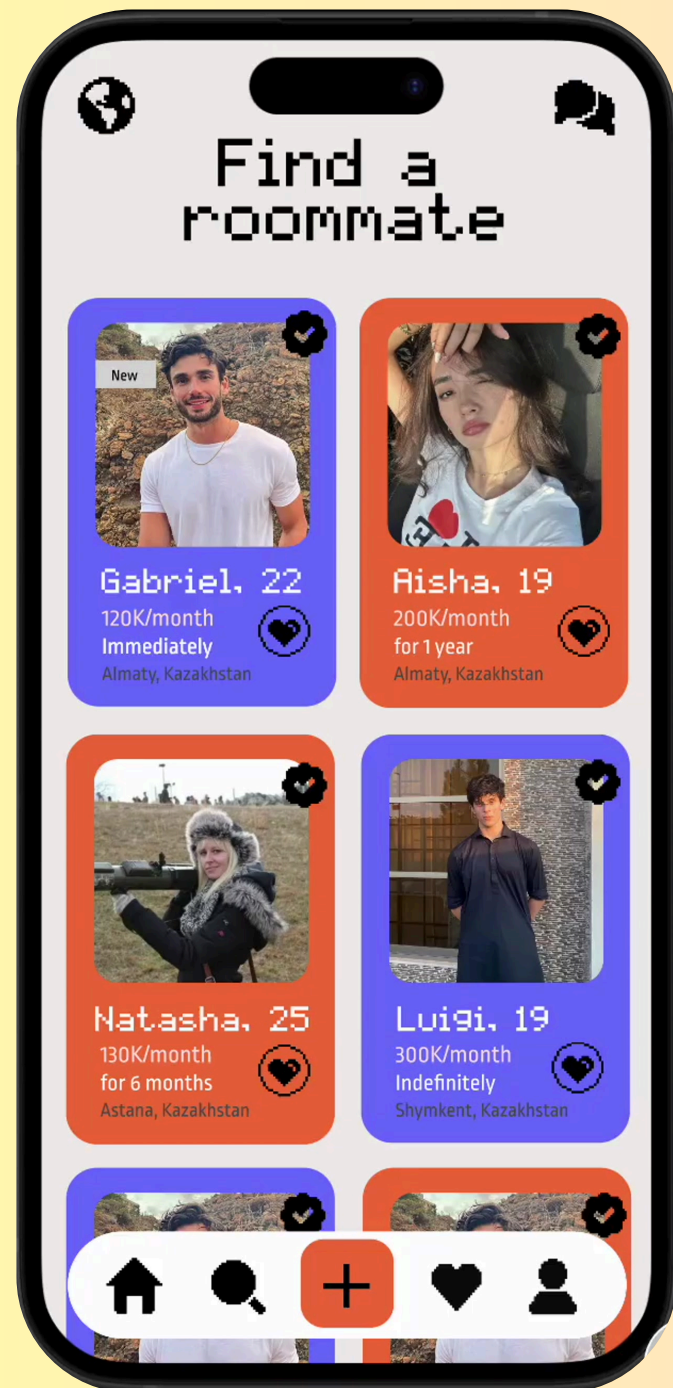 Find a
roommate
New
Gabriel, 22
120K/month
Immediately
Almaty, Kazakhstan
Aisha, 19
200K/month
for 1 year
Almaty, Kazakhstan
Natasha, 25
130K/month
for 6 months
Astana, Kazakhstan
Luigi, 19
300K/month
Indefinitely
Shymkent, Kazakhstan